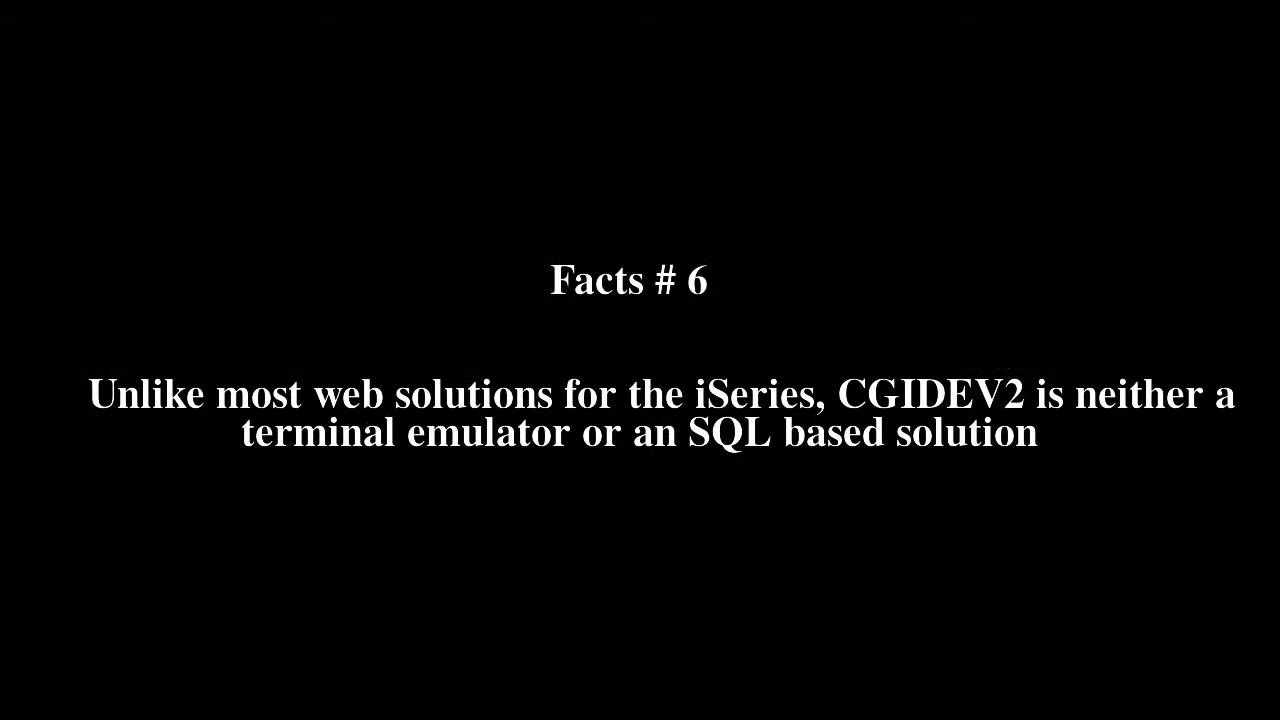 Facts # 6
Unlike most web solutions for the iSeries, CGIDEV2 is neither a
terminal emulator or an SQL based solution